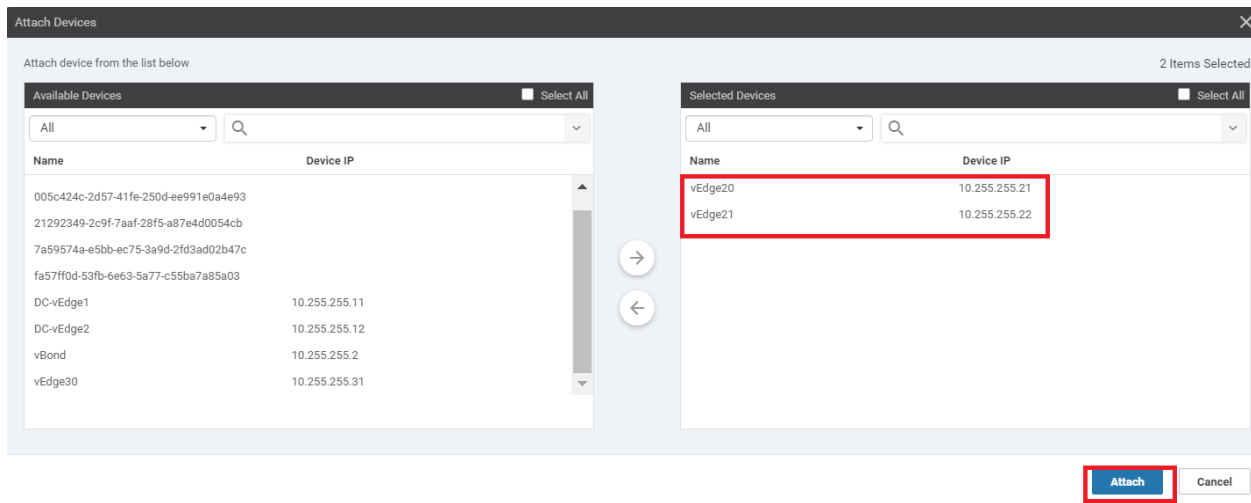 Attach Devices
Attach device from the list below
2 Items Selected
Available Devices Select All
All
Name Device IP
005c424c-2d57-41fe-250d-ee991e0a4e93
21292349-2c9f-7aaf-28f5-a87e4d0054cb
7a59574a-e5bb-ec75-3a9d-2fd3ad02b47c
fa57ff0d-53fb-6e63-5a77-c55ba7a85a03
DC-vEdge1 10.255.255.11
DC-vEdge2 10.255.255.12
vBond 10.255.255.2
vEdge30 10.255.255.31
Selected Devices Select All
All
Name Device IP
vEdge20 10.255.255.21
vEdge21 10.255.255.22
Attach Cancel